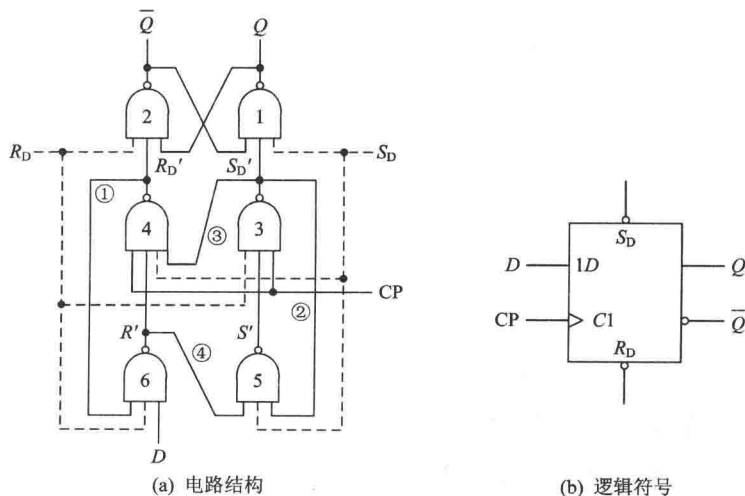 Q̅ Q
2 1
R_D R_D′ S_D′ S_D
①
4 ③ 3
CP
②
R′ ④ S′
6 5
D
(a) 电路结构
S_D
D 1D Q
CP C1 Q̅
R_D
(b) 逻辑符号